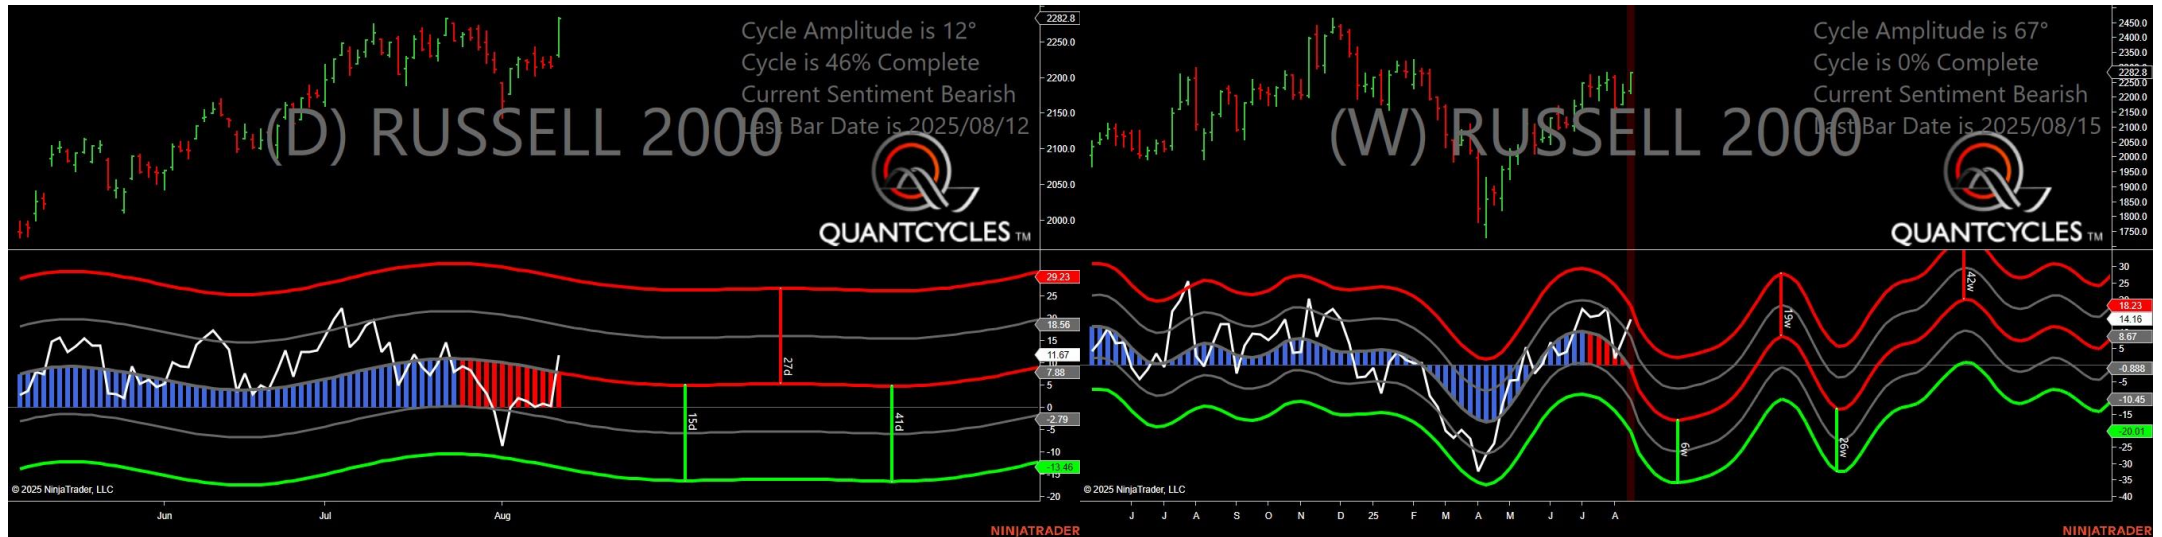 2282.8
2250.0
2200.0
2150.0
2100.0
2050.0
2000.0
Cycle Amplitude is 12°
Cycle is 46% Complete
Current Sentiment Bearish
Last Bar Date is 2025/08/12
(D) RUSSELL 2000
QUANTCYCLES TM
29.23
25
18.56
15
11.67
7.88
5
0
-2.79
-5
-10
-13.46
-20
27d
15d
41d
© 2025 NinjaTrader, LLC
Jun
Jul
Aug
NINJATRADER
2450.0
2400.0
2350.0
2282.8
2250.0
2200.0
2150.0
2100.0
2050.0
2000.0
1950.0
1900.0
1850.0
1800.0
1750.0
Cycle Amplitude is 67°
Cycle is 0% Complete
Current Sentiment Bearish
Last Bar Date is 2025/08/15
(W) RUSSELL 2000
QUANTCYCLES TM
30
25
18.23
14.16
8.67
5
-0.888
-5
-10.45
-15
-20.01
-25
-30
-35
-40
19w
42w
6w
26w
© 2025 NinjaTrader, LLC
J
J
A
S
O
N
D
25
F
M
A
M
J
J
A
NINJATRADER